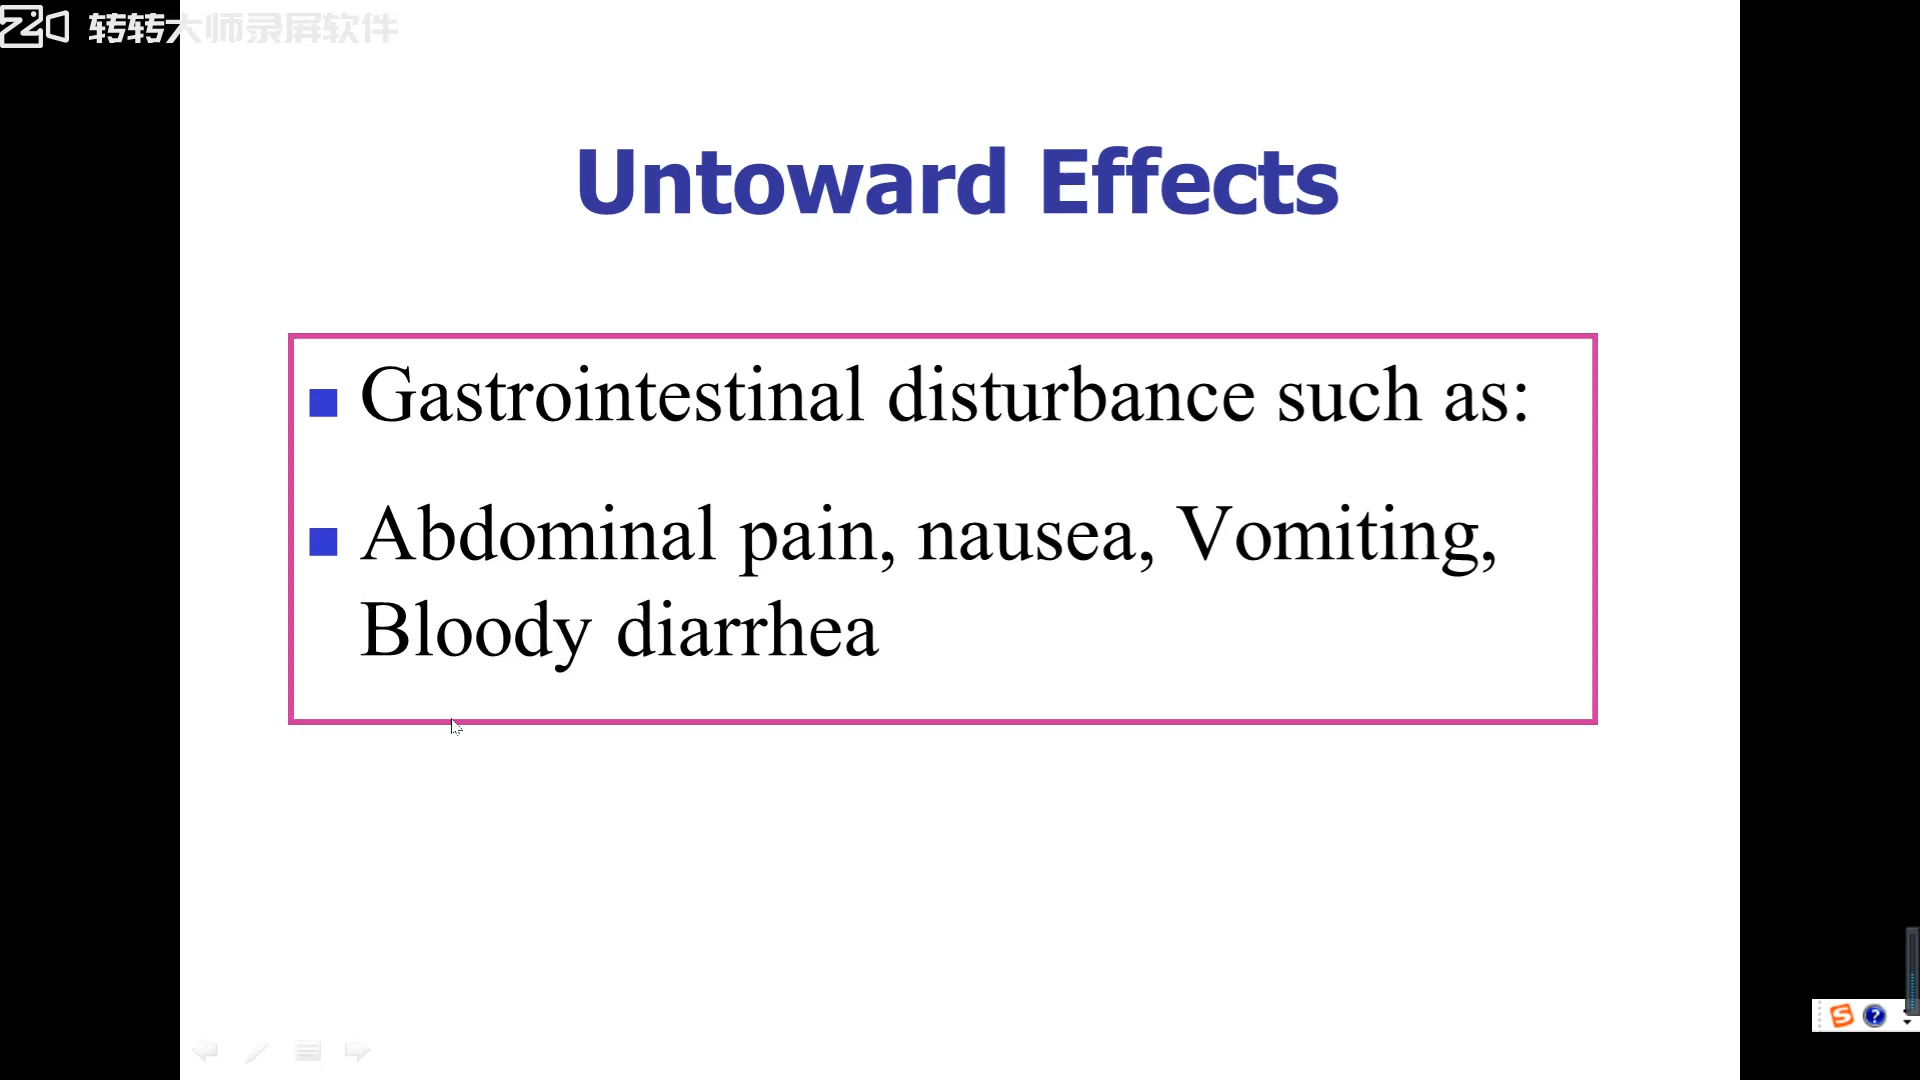 转转大师录屏软件
Untoward Effects
Gastrointestinal disturbance such as:
Abdominal pain, nausea, Vomiting,
Bloody diarrhea